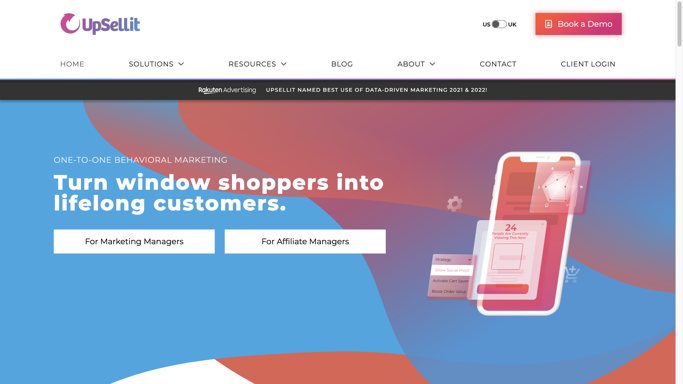 UpSellit
US UK
Book a Demo
HOME SOLUTIONS RESOURCES BLOG ABOUT CONTACT CLIENT LOGIN
Rakuten Advertising UPSELLIT NAMED BEST USE OF DATA-DRIVEN MARKETING 2021 & 2022!
ONE-TO-ONE BEHAVIORAL MARKETING
Turn window shoppers into
lifelong customers.
For Marketing Managers For Affiliate Managers
24
People Are Currently
Viewing This Item
Strategy
Show Social Proof
Activate Cart Saver
Boost Order Value